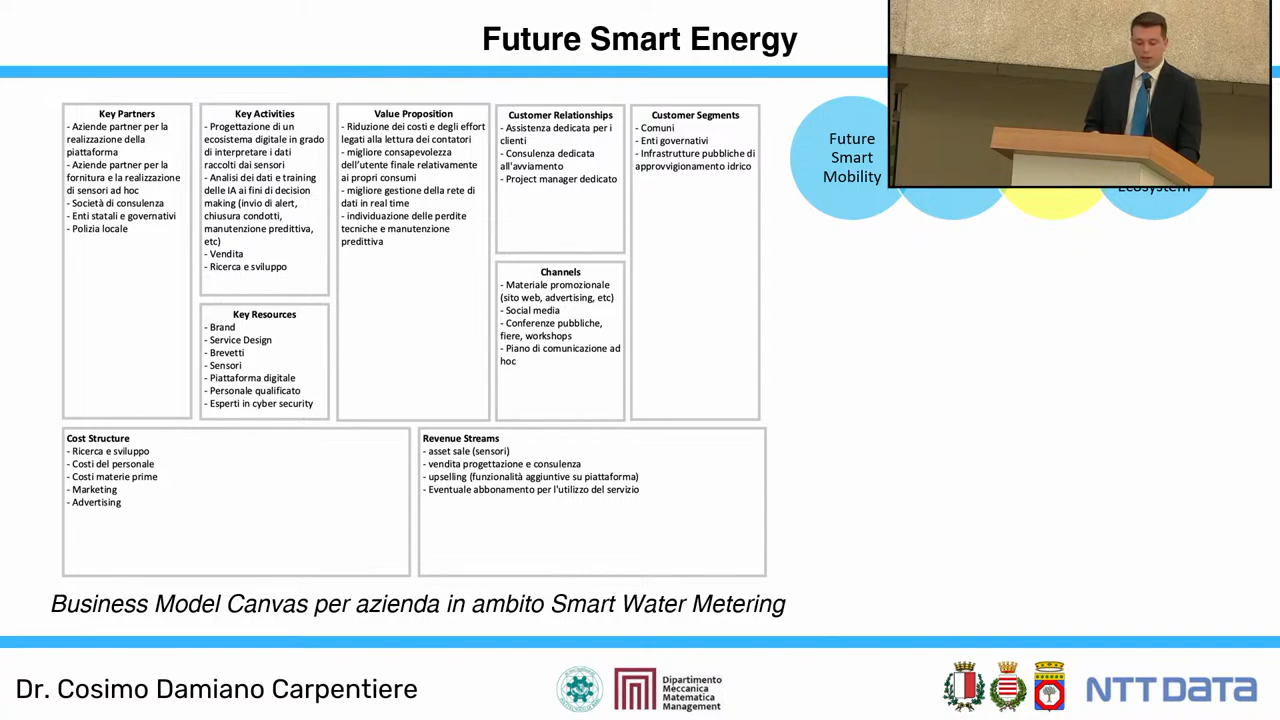 Future Smart Energy
Key Partners
- Aziende partner per la
realizzazione della
piattaforma
- Aziende partner per la
fornitura e la realizzazione
di sensori ad hoc
- Società di consulenza
- Enti statali e governativi
- Polizia locale
Key Activities
- Progettazione di un
ecosistema digitale in grado
di interpretare i dati
raccolti dai sensori
- Analisi dei dati e training
delle IA ai fini di decision
making (invio di alert,
chiusura condotti,
manutenzione predittiva,
etc)
- Vendita
- Ricerca e sviluppo
Key Resources
- Brand
- Service Design
- Brevetti
- Sensori
- Piattaforma digitale
- Personale qualificato
- Esperti in cyber security
Value Proposition
- Riduzione dei costi e degli effort
legati alla lettura dei contatori
- migliore consapevolezza
dell'utente finale relativamente
ai propri consumi
- migliore gestione della rete di
dati in real time
- individuazione delle perdite
tecniche e manutenzione
predittiva
Customer Relationships
- Assistenza dedicata per i
clienti
- Consulenza dedicata
all'avviamento
- Project manager dedicato
Channels
- Materiale promozionale
(sito web, advertising, etc)
- Social media
- Conferenze pubbliche,
fiere, workshops
- Piano di comunicazione ad
hoc
Customer Segments
- Comuni
- Enti governativi
- Infrastrutture pubbliche di
approvvigionamento idrico
Future
Smart
Mobility
Ecosystem
Cost Structure
- Ricerca e sviluppo
- Costi del personale
- Costi materie prime
- Marketing
- Advertising
Revenue Streams
- asset sale (sensori)
- vendita progettazione e consulenza
- upselling (funzionalità aggiuntive su piattaforma)
- Eventuale abbonamento per l'utilizzo del servizio
Business Model Canvas per azienda in ambito Smart Water Metering
Dr. Cosimo Damiano Carpentiere
Dipartimento
Meccanica
Matematica
Management
NTT DATA